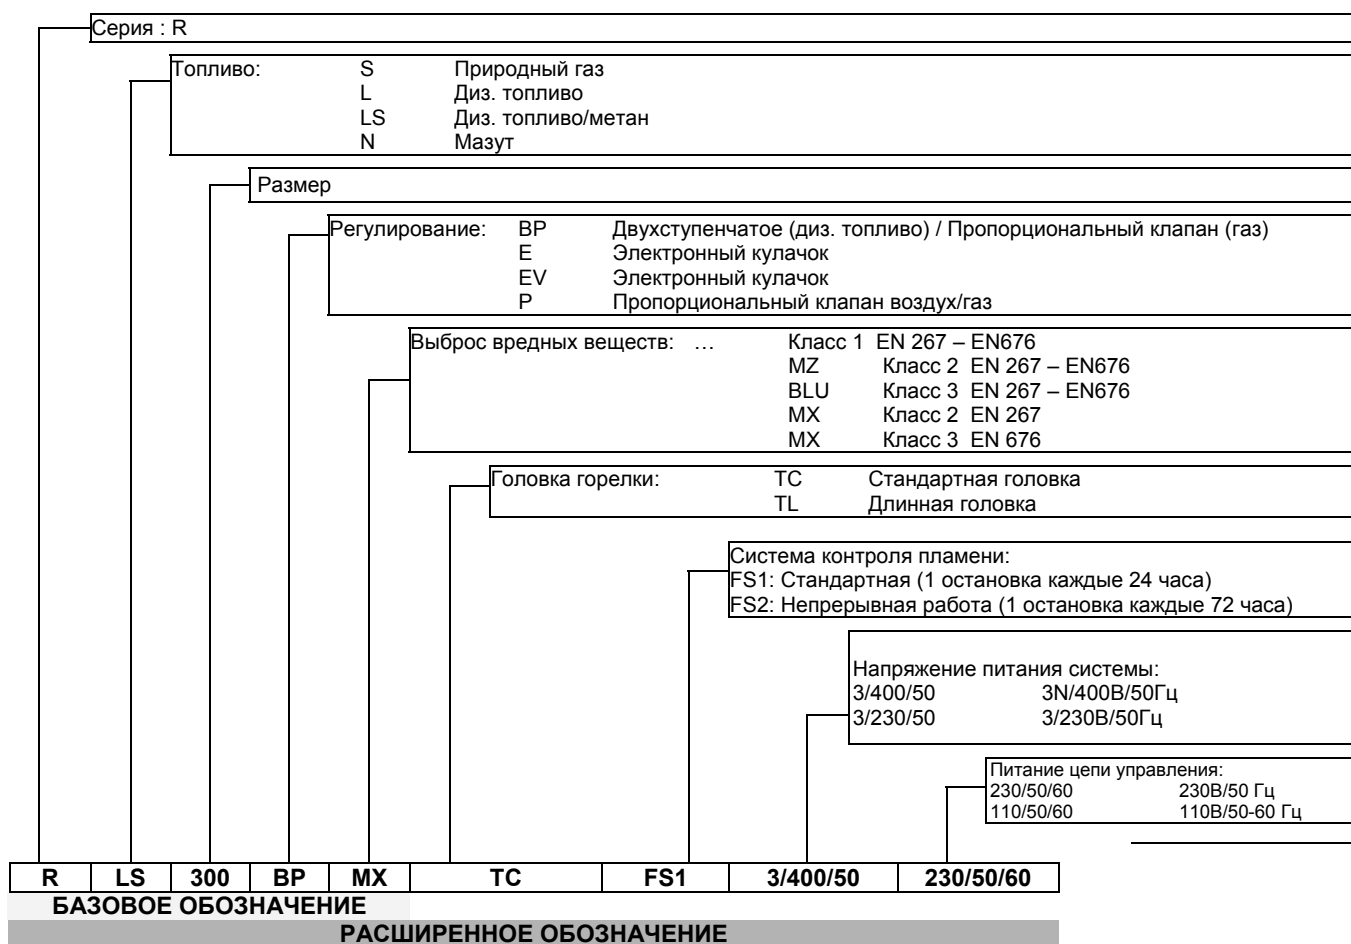 Серия : R
Топливо: S Природный газ
L Диз. топливо
LS Диз. топливо/метан
N Мазут
Размер
Регулирование: BP Двухступенчатое (диз. топливо) / Пропорциональный клапан (газ)
E Электронный кулачок
EV Электронный кулачок
P Пропорциональный клапан воздух/газ
Выброс вредных веществ: … Класс 1 EN 267 – EN676
MZ Класс 2 EN 267 – EN676
BLU Класс 3 EN 267 – EN676
MX Класс 2 EN 267
MX Класс 3 EN 676
Головка горелки: TC Стандартная головка
TL Длинная головка
Система контроля пламени:
FS1: Стандартная (1 остановка каждые 24 часа)
FS2: Непрерывная работа (1 остановка каждые 72 часа)
Напряжение питания системы:
3/400/50 3N/400В/50Гц
3/230/50 3/230В/50Гц
Питание цепи управления:
230/50/60 230В/50 Гц
110/50/60 110В/50-60 Гц
R LS 300 BP MX TC FS1 3/400/50 230/50/60
БАЗОВОЕ ОБОЗНАЧЕНИЕ
РАСШИРЕННОЕ ОБОЗНАЧЕНИЕ